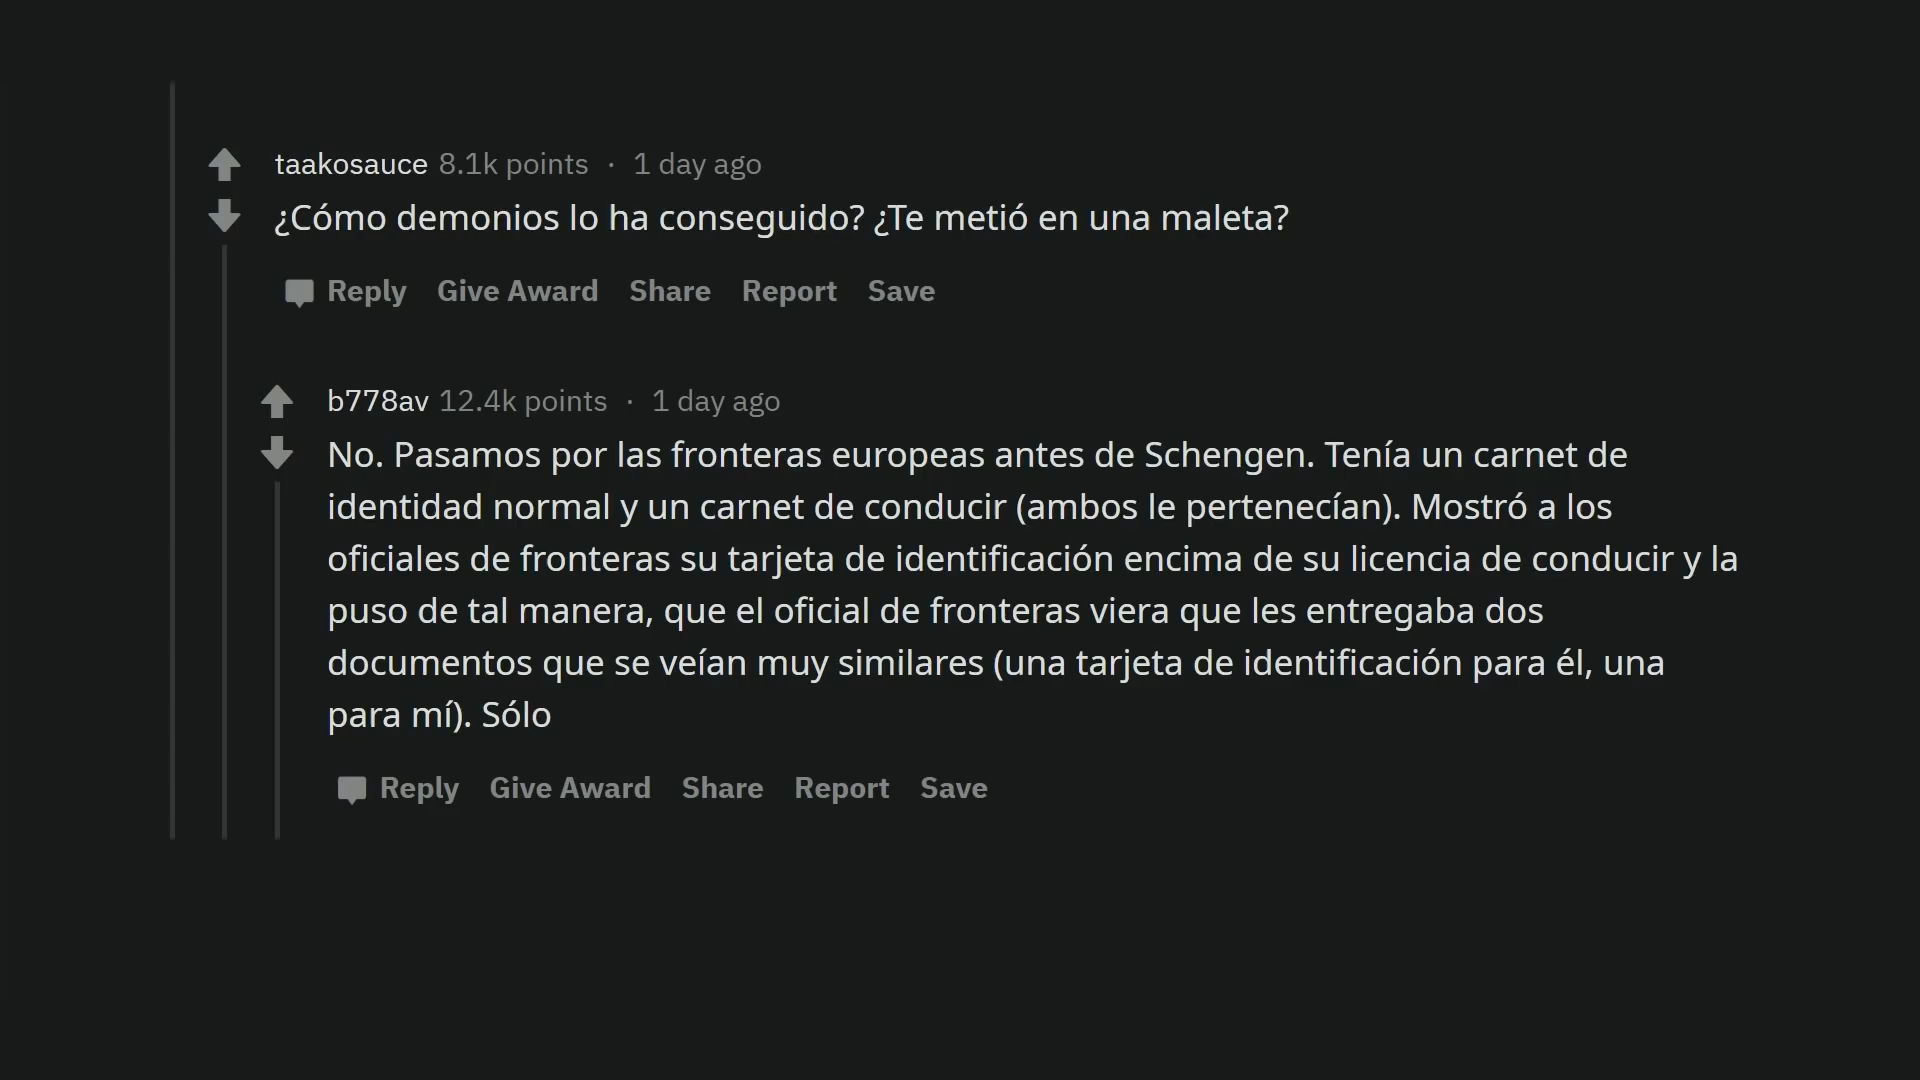 taakosauce 8.1k points · 1 day ago
¿Cómo demonios lo ha conseguido? ¿Te metió en una maleta?
Reply Give Award Share Report Save
b778av 12.4k points · 1 day ago
No. Pasamos por las fronteras europeas antes de Schengen. Tenía un carnet de
identidad normal y un carnet de conducir (ambos le pertenecían). Mostró a los
oficiales de fronteras su tarjeta de identificación encima de su licencia de conducir y la
puso de tal manera, que el oficial de fronteras viera que les entregaba dos
documentos que se veían muy similares (una tarjeta de identificación para él, una
para mí). Sólo
Reply Give Award Share Report Save